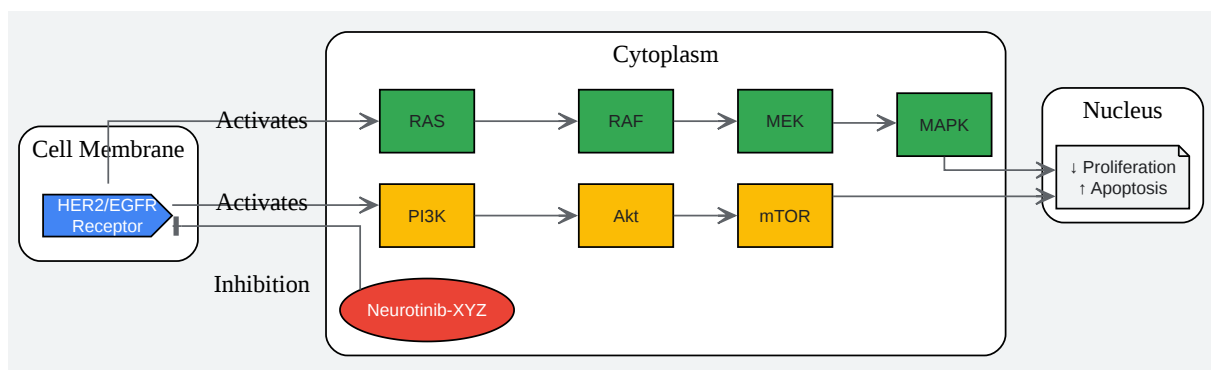 Cytoplasm
Activates
RAS
RAF
MEK
MAPK
Nucleus
↓ Proliferation
↑ Apoptosis
Cell Membrane
HER2/EGFR
Receptor
Activates
PI3K
Akt
mTOR
Inhibition
Neurotinib-XYZ